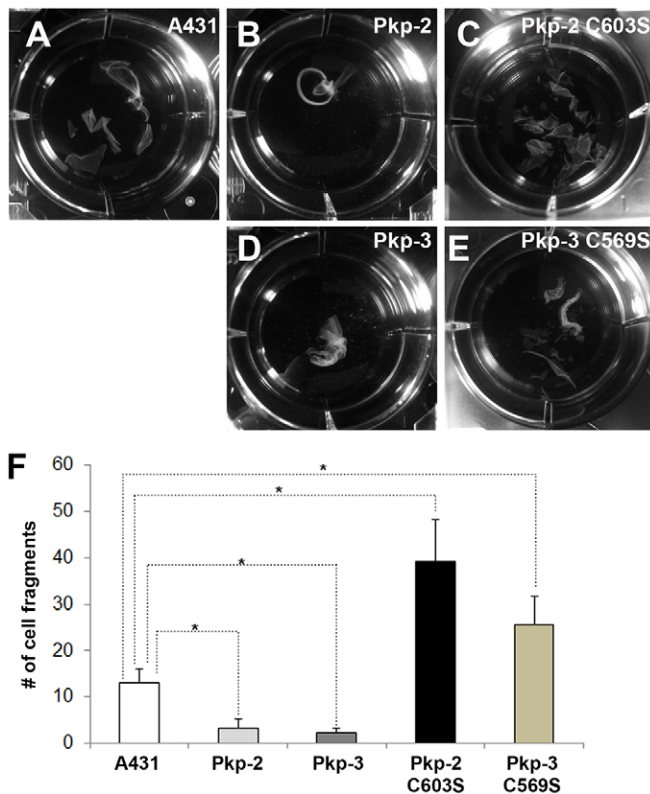 A A431
B Pkp-2
C Pkp-2 C603S
D Pkp-3
E Pkp-3 C569S
F
# of cell fragments
60
50
40
30
20
10
0
*
*
*
*
A431
Pkp-2
Pkp-3
Pkp-2 C603S
Pkp-3 C569S